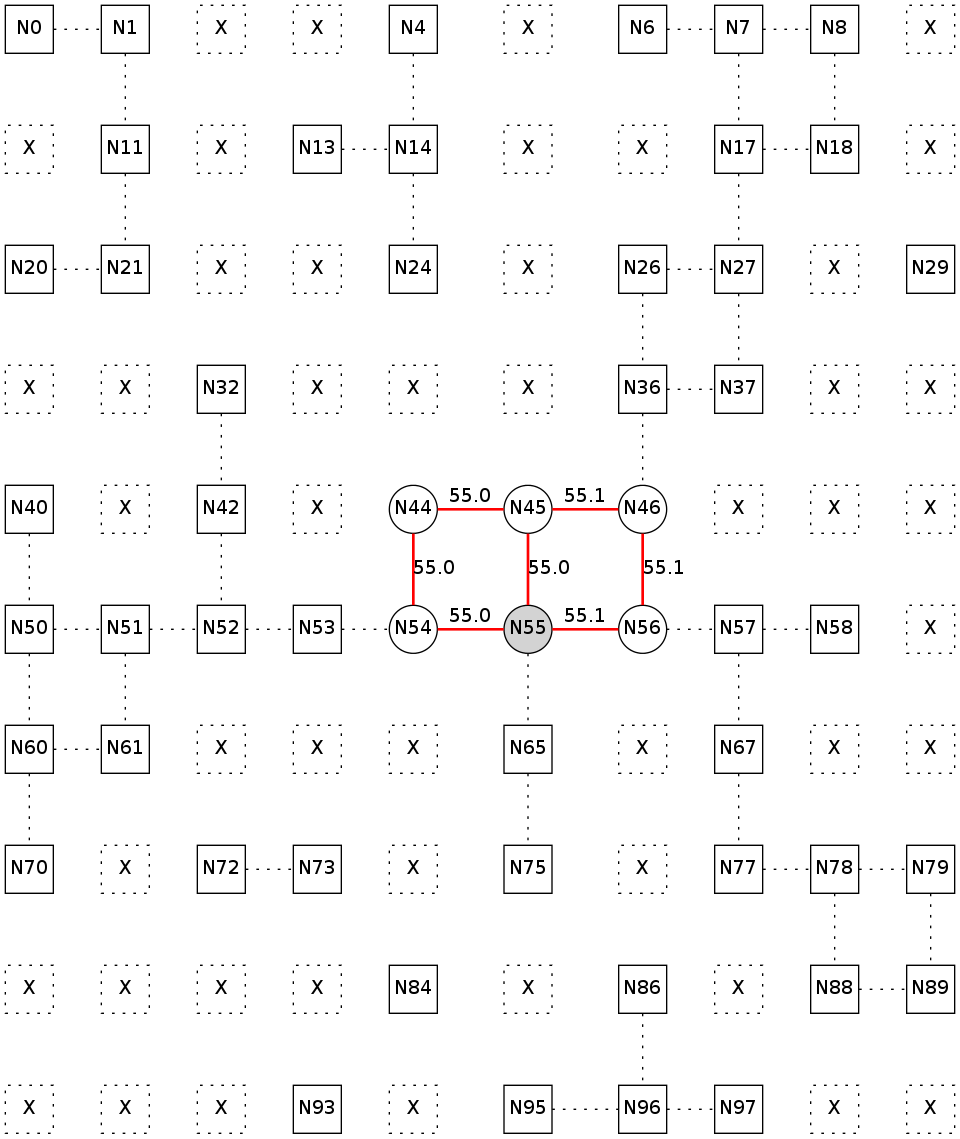 N0 N1 X X N4 X N6 N7 N8 X
X N11 X N13 N14 X X N17 N18 X
N20 N21 X X N24 X N26 N27 X N29
X X N32 X X X N36 N37 X X
55.0 55.1
N40 X N42 X N44 N45 N46 X X X
55.0 55.0 55.1
55.0 55.1
N50 N51 N52 N53 N54 N55 N56 N57 N58 X
N60 N61 X X X N65 X N67 X X
N70 X N72 N73 X N75 X N77 N78 N79
X X X X N84 X N86 X N88 N89
X X X N93 X N95 N96 N97 X X